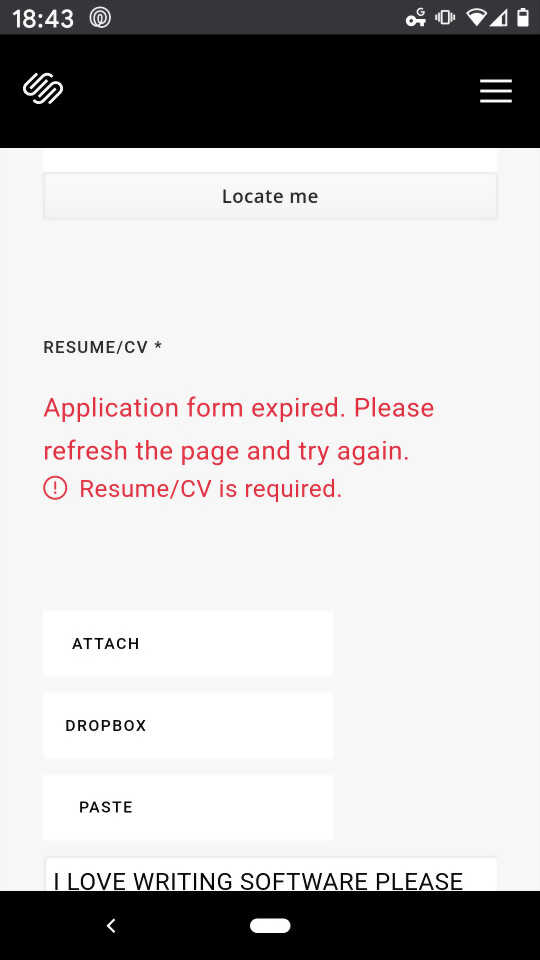 18:43
G
Locate me
RESUME/CV *
Application form expired. Please
refresh the page and try again.
Resume/CV is required.
ATTACH
DROPBOX
PASTE
I LOVE WRITING SOFTWARE PLEASE